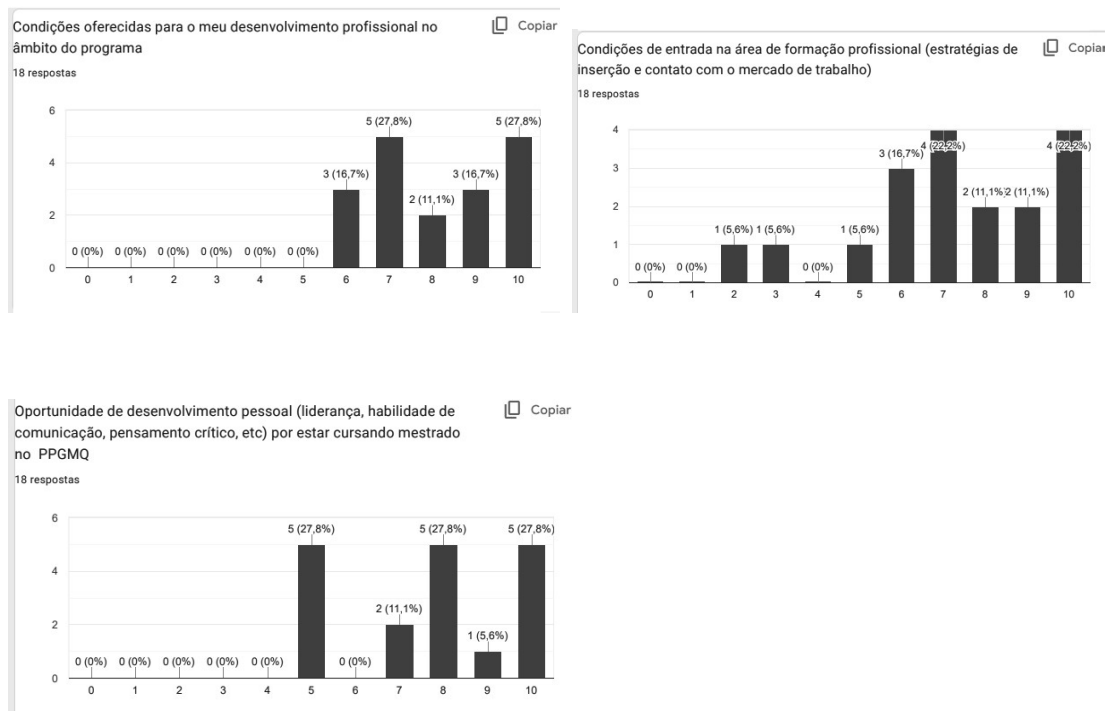 Condições oferecidas para o meu desenvolvimento profissional no
âmbito do programa
Copiar
18 respostas
6
4
2
0
0 (0%) 0 (0%) 0 (0%) 0 (0%) 0 (0%) 0 (0%) 3 (16,7%) 5 (27,8%) 2 (11,1%) 3 (16,7%) 5 (27,8%)
0 1 2 3 4 5 6 7 8 9 10
Condições de entrada na área de formação profissional (estratégias de
inserção e contato com o mercado de trabalho)
Copiar
18 respostas
4
3
2
1
0
0 (0%) 0 (0%) 1 (5,6%) 1 (5,6%) 0 (0%) 1 (5,6%) 3 (16,7%) 4 (22,2%) 2 (11,1%) 2 (11,1%) 4 (22,2%)
0 1 2 3 4 5 6 7 8 9 10
Oportunidade de desenvolvimento pessoal (liderança, habilidade de
comunicação, pensamento crítico, etc) por estar cursando mestrado
no PPGMQ
Copiar
18 respostas
6
4
2
0
0 (0%) 0 (0%) 0 (0%) 0 (0%) 0 (0%) 5 (27,8%) 0 (0%) 2 (11,1%) 5 (27,8%) 1 (5,6%) 5 (27,8%)
0 1 2 3 4 5 6 7 8 9 10